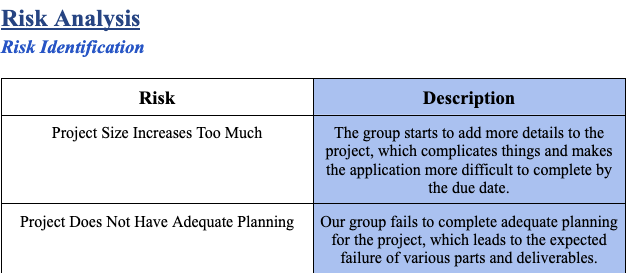 Risk Analysis
Risk Identification
Risk
Description
Project Size Increases Too Much
The group starts to add more details to the
project, which complicates things and makes
the application more difficult to complete by
the due date.
Project Does Not Have Adequate Planning
Our group fails to complete adequate planning
for the project, which leads to the expected
failure of various parts and deliverables.